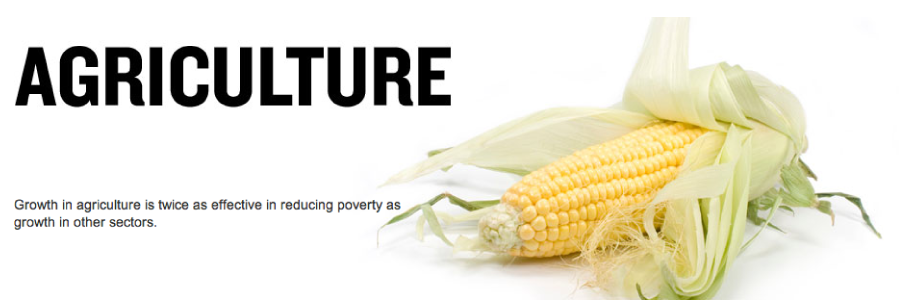 AGRICULTURE
Growth in agriculture is twice as effective in reducing poverty as
growth in other sectors.